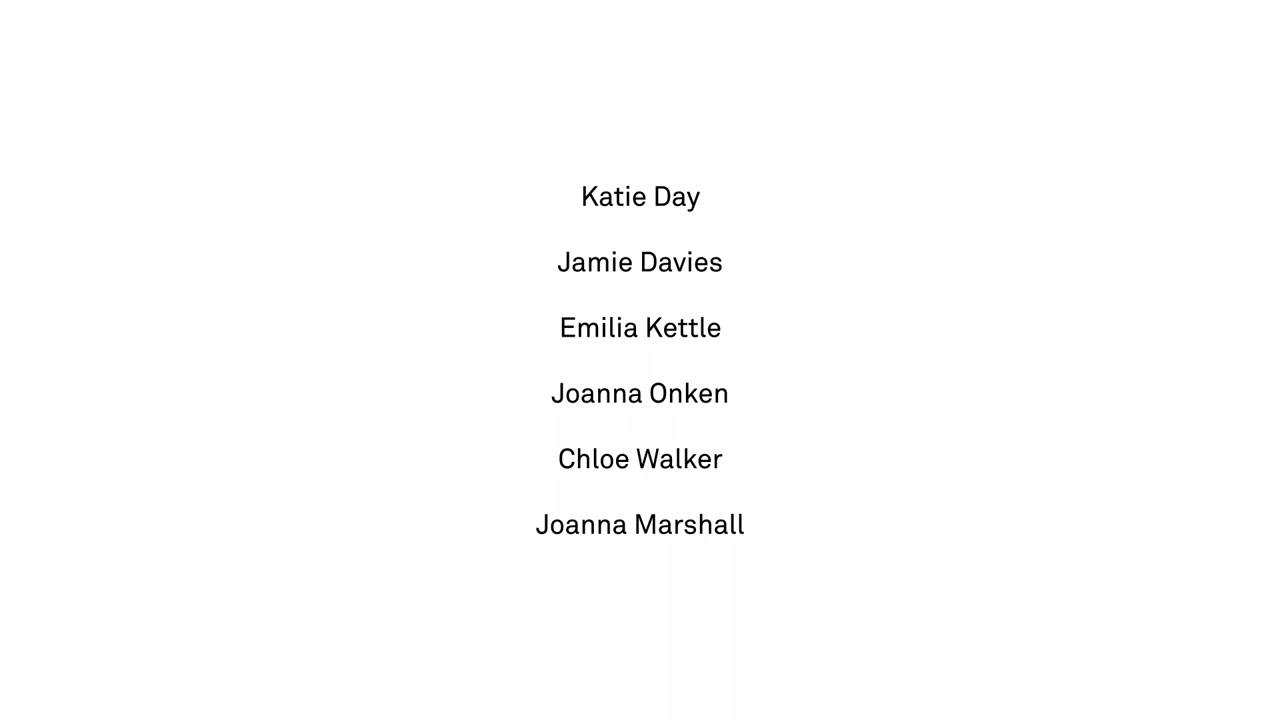 Katie Day
Jamie Davies
Emilia Kettle
Joanna Onken
Chloe Walker
Joanna Marshall